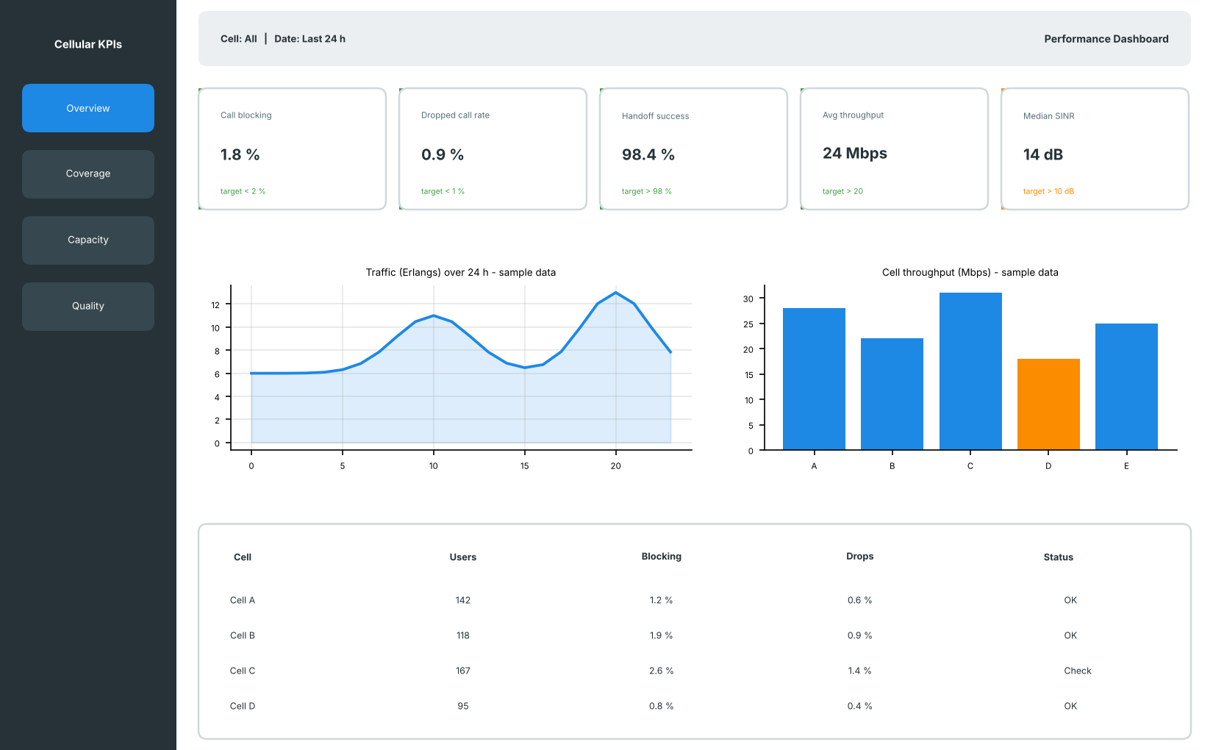 Cellular KPIs
Overview
Coverage
Capacity
Quality
Cell: All | Date: Last 24 h
Performance Dashboard
Call blocking
1.8 %
target < 2 %
Dropped call rate
0.9 %
target < 1 %
Handoff success
98.4 %
target > 98 %
Avg throughput
24 Mbps
target > 20
Median SINR
14 dB
target > 10 dB
Traffic (Erlangs) over 24 h - sample data
12
10
8
6
4
2
0
0 5 10 15 20
Cell throughput (Mbps) - sample data
30
25
20
15
10
5
0
A B C D E
Cell Users Blocking Drops Status
Cell A 142 1.2 % 0.6 % OK
Cell B 118 1.9 % 0.9 % OK
Cell C 167 2.6 % 1.4 % Check
Cell D 95 0.8 % 0.4 % OK